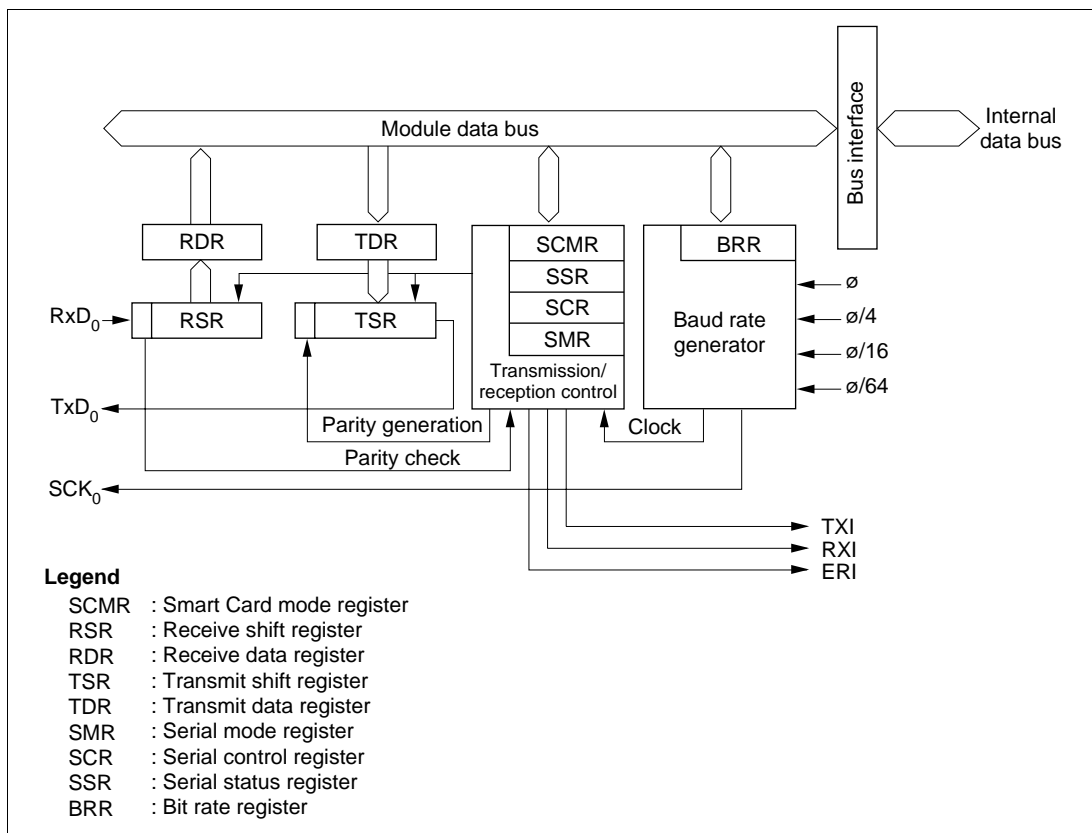 Module data bus
Bus interface
Internal
data bus
RDR
TDR
SCMR
BRR
SSR
SCR
SMR
RxD0
RSR
TSR
Baud rate
generator
ø
ø/4
ø/16
ø/64
Transmission/
reception control
TxD0
Parity generation
Clock
Parity check
SCK0
TXI
RXI
ERI
Legend
SCMR : Smart Card mode register
RSR : Receive shift register
RDR : Receive data register
TSR : Transmit shift register
TDR : Transmit data register
SMR : Serial mode register
SCR : Serial control register
SSR : Serial status register
BRR : Bit rate register